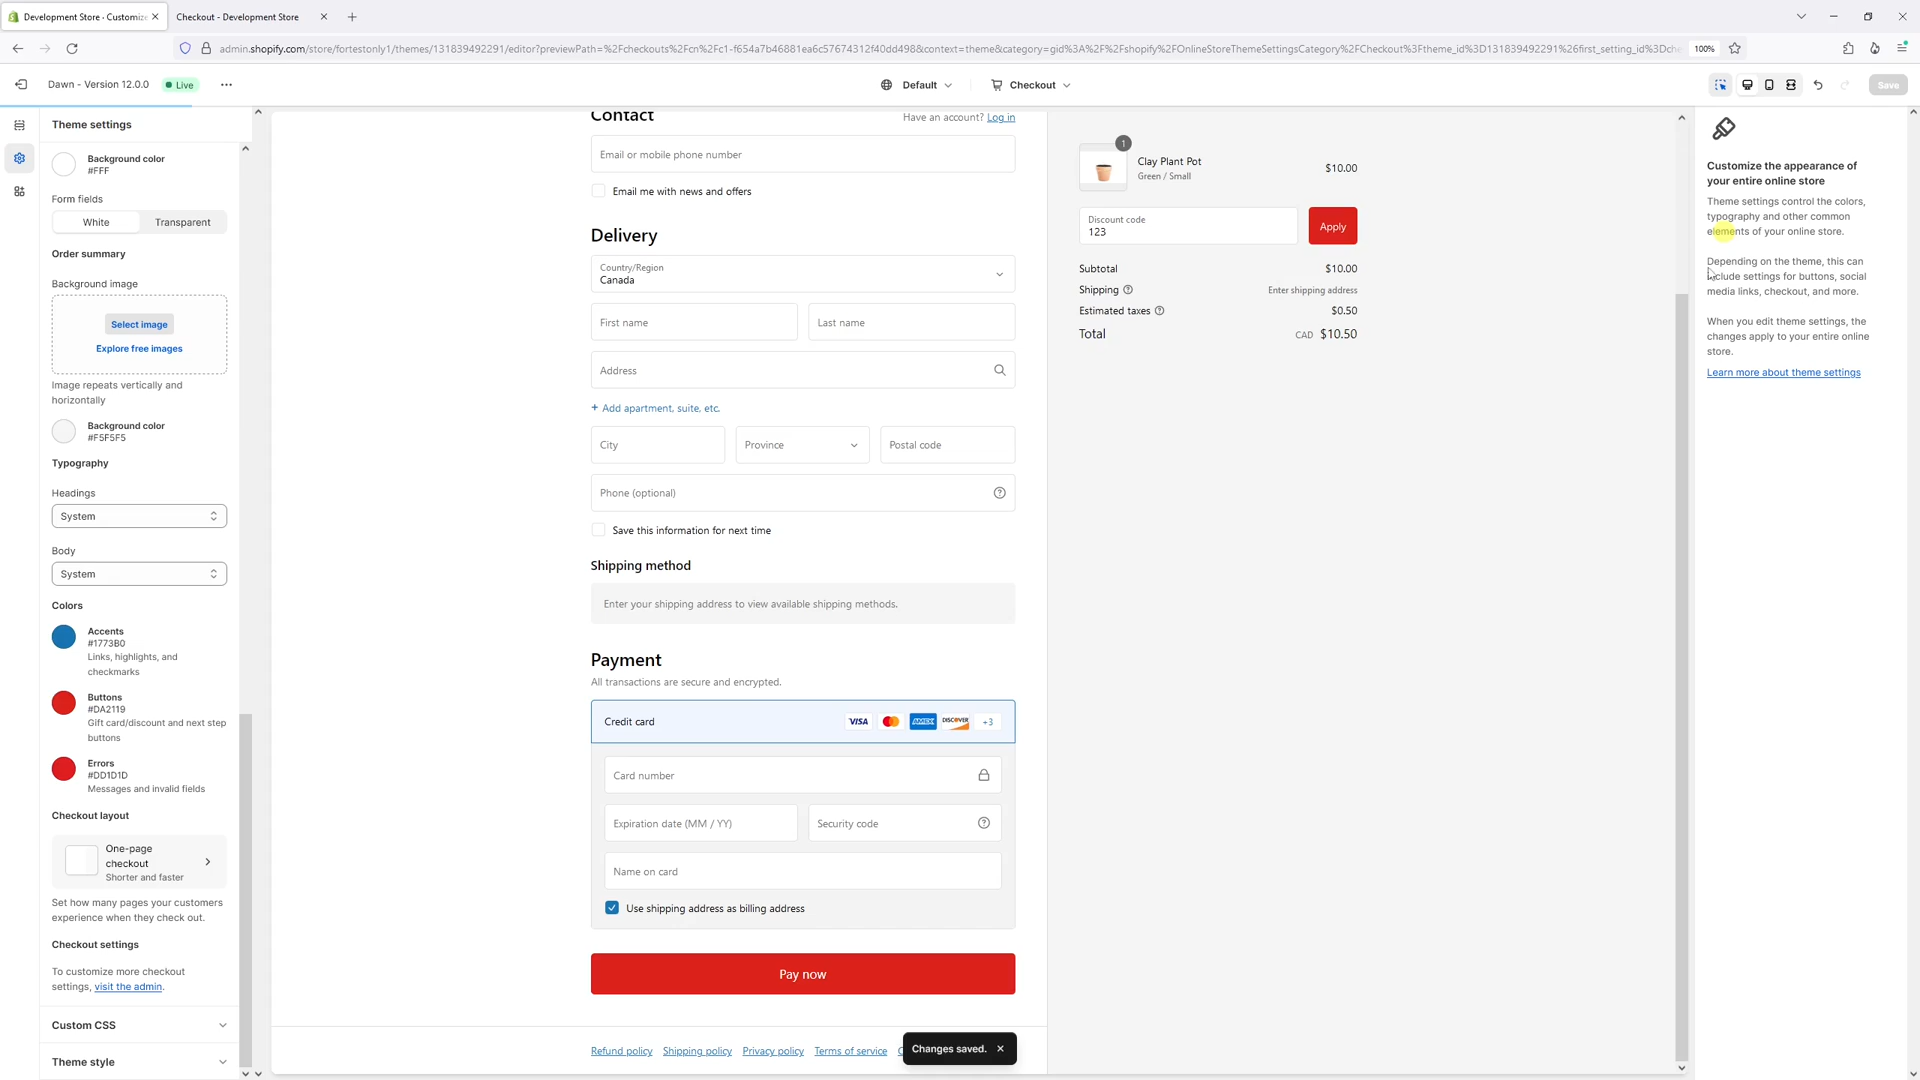 Development Store · Customize
Checkout - Development Store
admin.shopify.com/store/fortestonly1/themes/131839492291/editor?previewPath=%2Fcheckouts%2Fcn%2Fc1-f654a7b46881ea6c57674312f40dd498&context=theme&category=gid%3A%2F%2Fshopify%2FOnlineStoreThemeSettingsCategory%2FCheckout%3Ftheme_id%3D131839492291%26first_setting_id%3Dche
100%
Dawn - Version 12.0.0
Live
Default
Checkout
Save
Theme settings
Background color
#FFF
Form fields
White
Transparent
Order summary
Background image
Select image
Explore free images
Image repeats vertically and
horizontally
Background color
#F5F5F5
Typography
Headings
System
Body
System
Colors
Accents
#1773B0
Links, highlights, and
checkmarks
Buttons
#DA2119
Gift card/discount and next step
buttons
Errors
#DD1D1D
Messages and invalid fields
Checkout layout
One-page
checkout
Shorter and faster
Set how many pages your customers
experience when they check out.
Checkout settings
To customize more checkout
settings, visit the admin.
Custom CSS
Theme style
Contact
Have an account? Log in
Email or mobile phone number
Email me with news and offers
Delivery
Country/Region
Canada
First name
Last name
Address
+ Add apartment, suite, etc.
City
Province
Postal code
Phone (optional)
Save this information for next time
Shipping method
Enter your shipping address to view available shipping methods.
Payment
All transactions are secure and encrypted.
Credit card
VISA
AMEX
DISCOVER
+3
Card number
Expiration date (MM / YY)
Security code
Name on card
Use shipping address as billing address
Pay now
Refund policy
Shipping policy
Privacy policy
Terms of service
Changes saved.
1
Clay Plant Pot
Green / Small
$10.00
Discount code
123
Apply
Subtotal
$10.00
Shipping
Enter shipping address
Estimated taxes
$0.50
Total
CAD $10.50
Customize the appearance of
your entire online store
Theme settings control the colors,
typography and other common
elements of your online store.
Depending on the theme, this can
include settings for buttons, social
media links, checkout, and more.
When you edit theme settings, the
changes apply to your entire online
store.
Learn more about theme settings